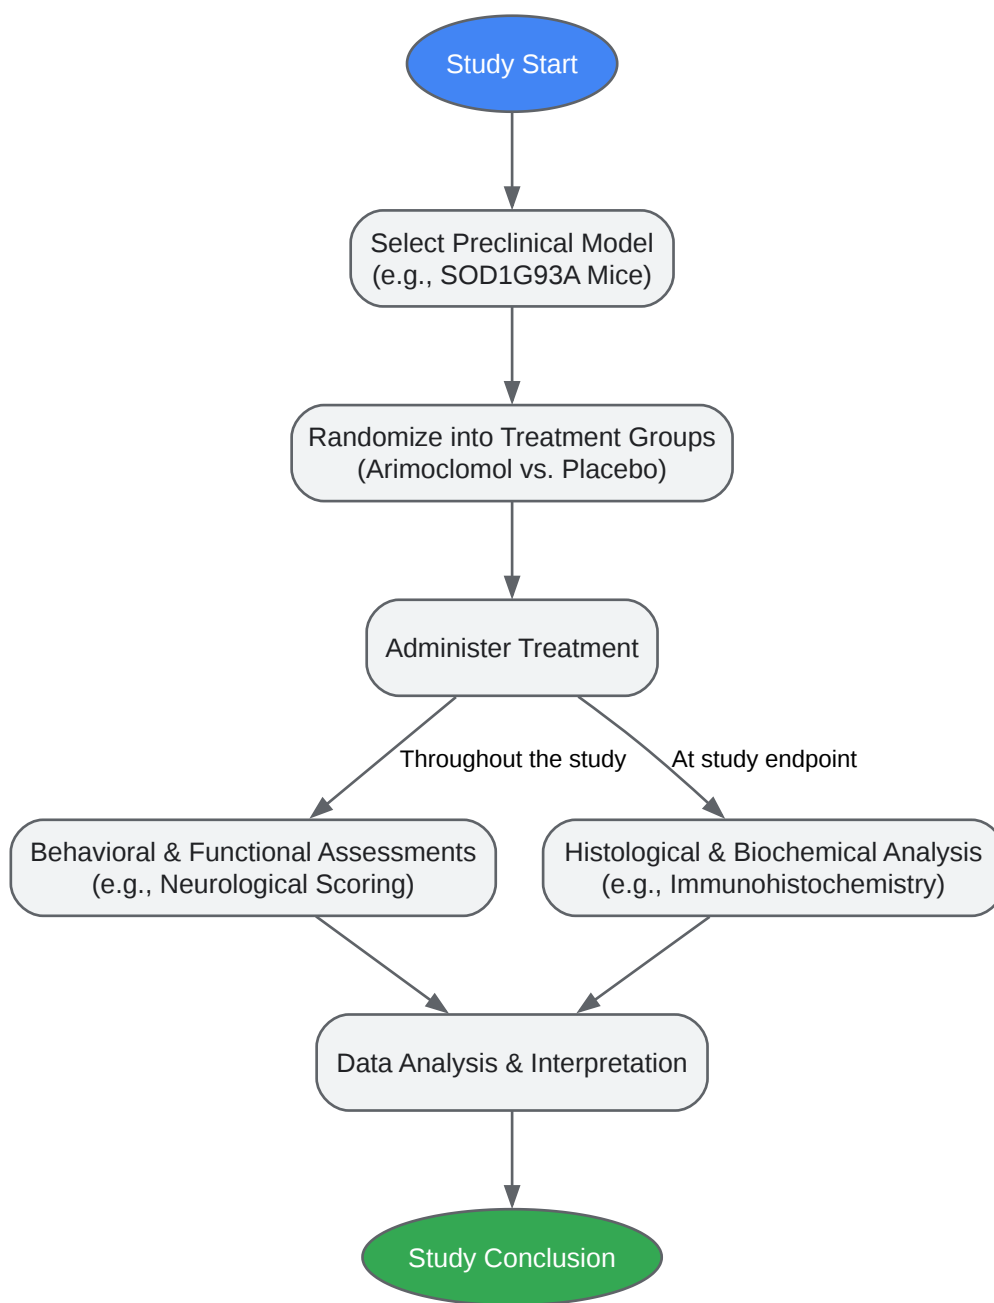 Study Start
Select Preclinical Model
(e.g., SOD1G93A Mice)
Randomize into Treatment Groups
(Arimoclomol vs. Placebo)
Administer Treatment
Throughout the study
At study endpoint
Behavioral & Functional Assessments
(e.g., Neurological Scoring)
Histological & Biochemical Analysis
(e.g., Immunohistochemistry)
Data Analysis & Interpretation
Study Conclusion